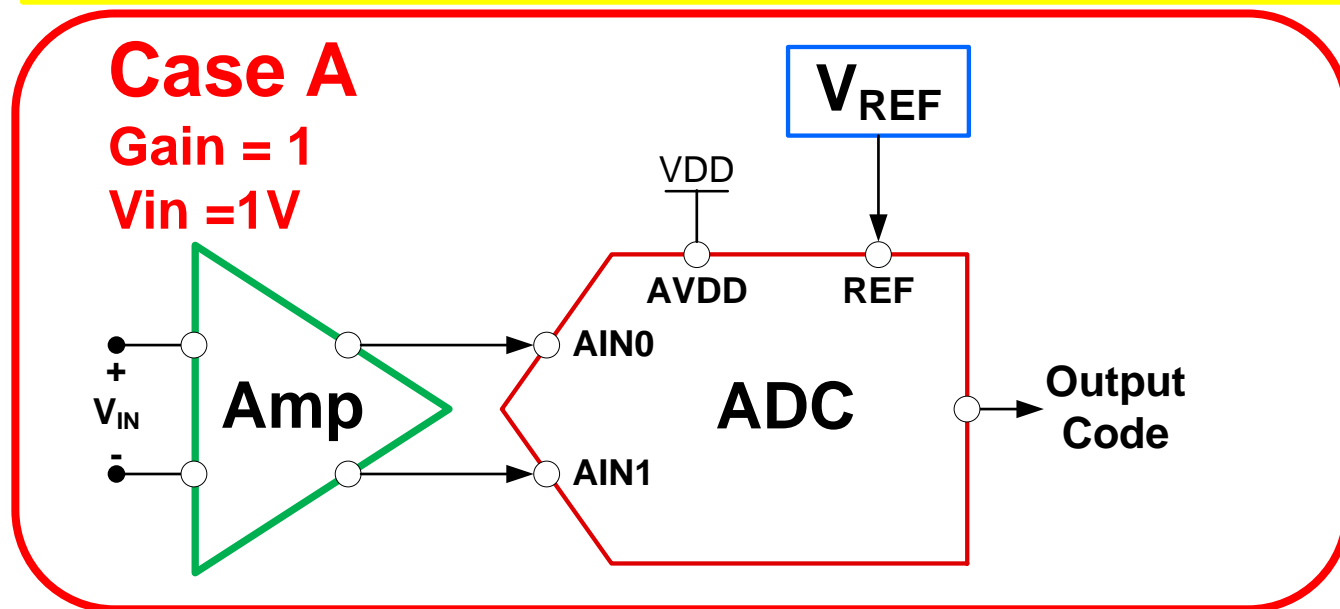 Case A
Gain = 1
Vin =1V
VREF
VDD
AVDD
REF
AIN0
+
VIN
-
Amp
ADC
AIN1
Output
Code